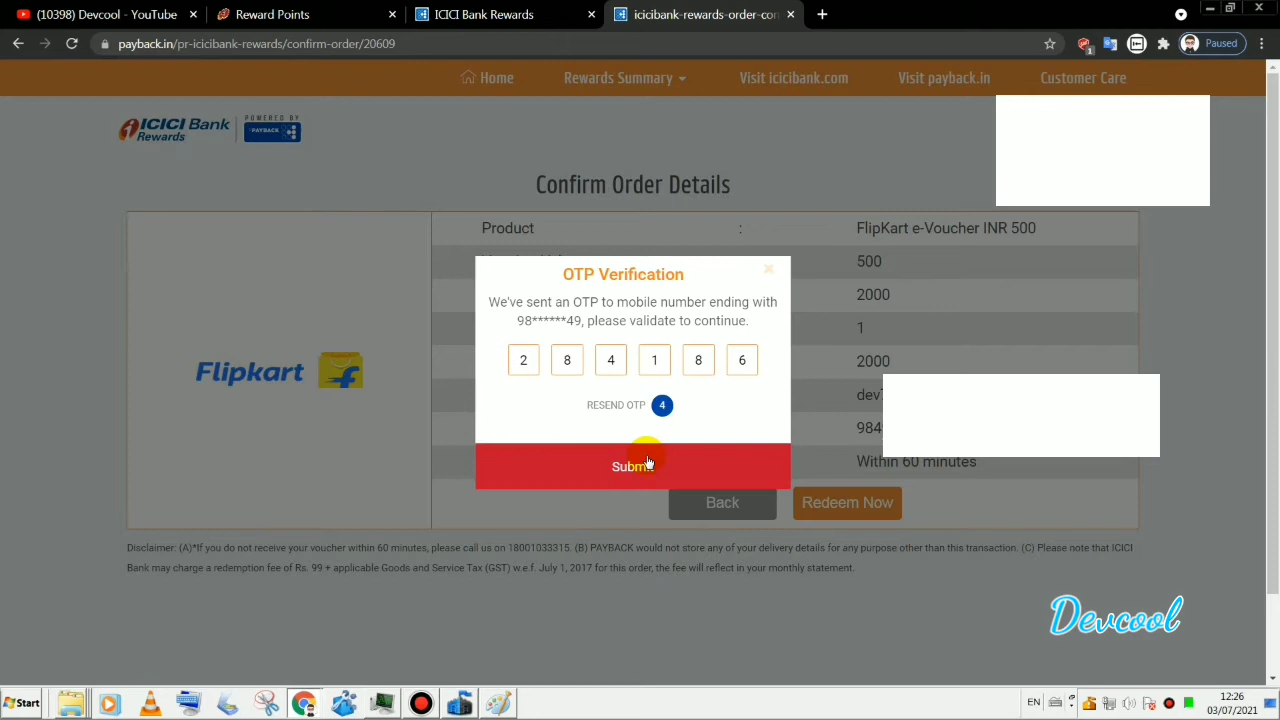 (10398) Devcool - YouTube
Reward Points
ICICI Bank Rewards
icicibank-rewards-order-con
payback.in/pr-icicibank-rewards/confirm-order/20609
Paused
Home
Rewards Summary
Visit icicibank.com
Visit payback.in
Customer Care
ICICI Bank
Rewards
POWERED BY
PAYBACK
Confirm Order Details
Product : FlipKart e-Voucher INR 500
500
2000
1
2000
Within 60 minutes
Flipkart
OTP Verification
We've sent an OTP to mobile number ending with
98******49, please validate to continue.
2 8 4 1 8 6
RESEND OTP 4
Submit
Back
Redeem Now
Disclaimer: (A)*If you do not receive your voucher within 60 minutes, please call us on 18001033315. (B) PAYBACK would not store any of your delivery details for any purpose other than this transaction. (C) Please note that ICICI
Bank may charge a redemption fee of Rs. 99 + applicable Goods and Service Tax (GST) w.e.f. July 1, 2017 for this order, the fee will reflect in your monthly statement.
Devcool
Start
EN
12:26
03/07/2021